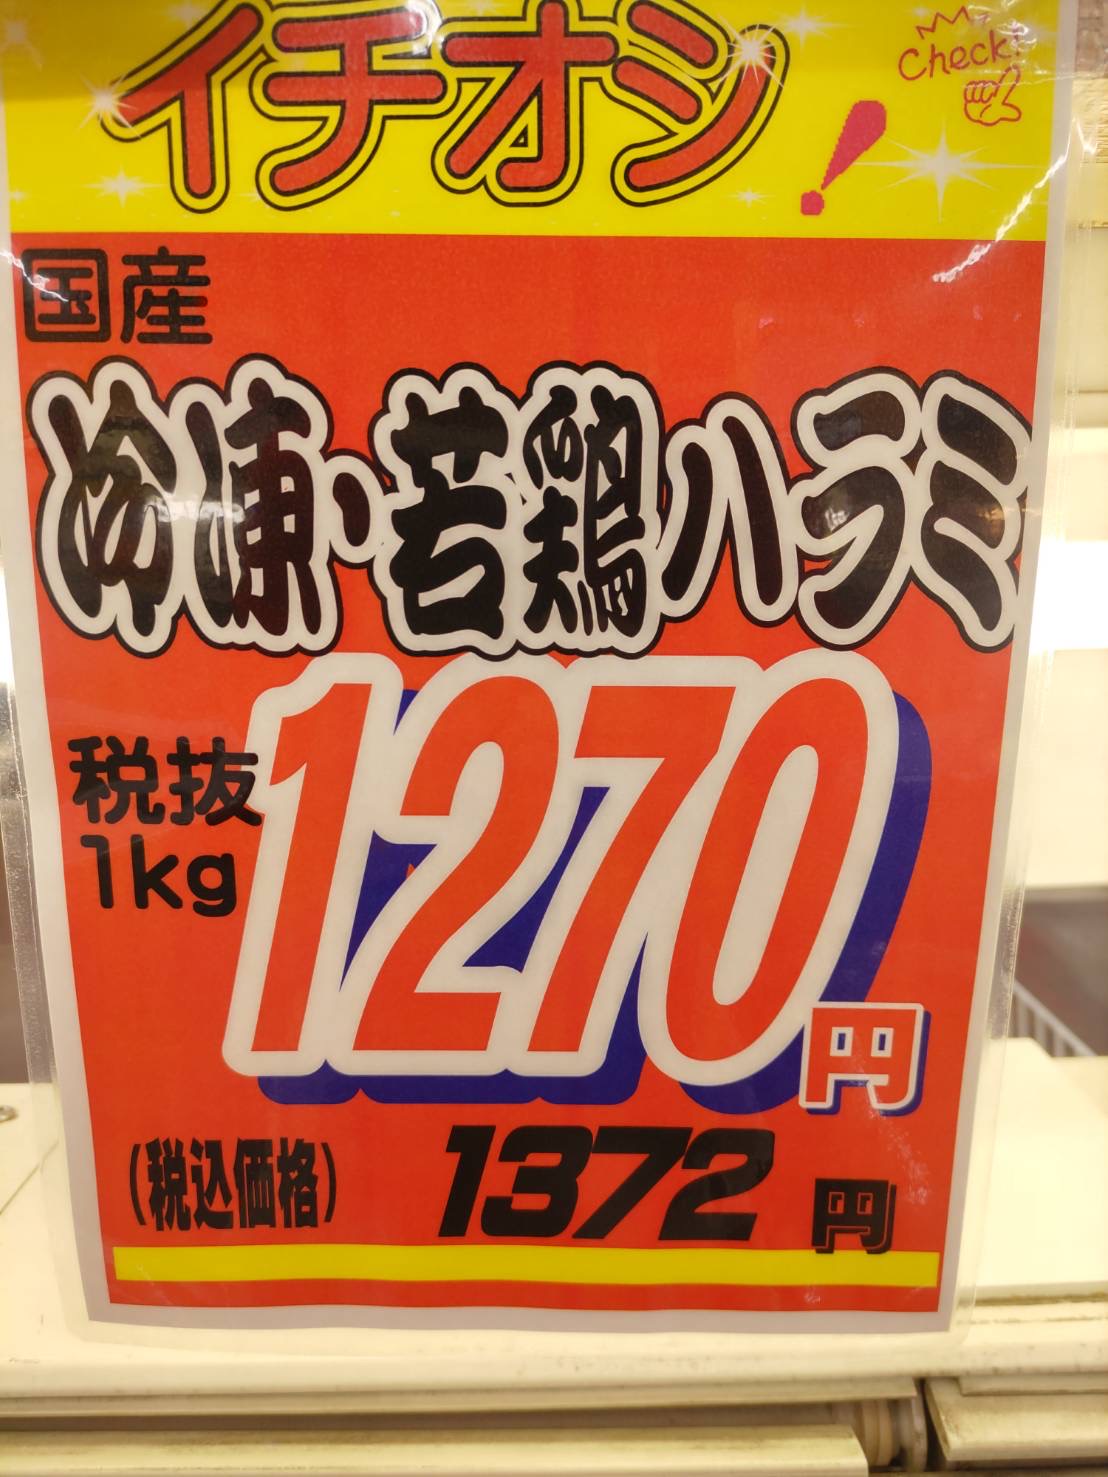 イチオシ!
Check!
国産
冷凍・若鶏ハラミ
税抜
1kg
1270円
(税込価格) 1372円